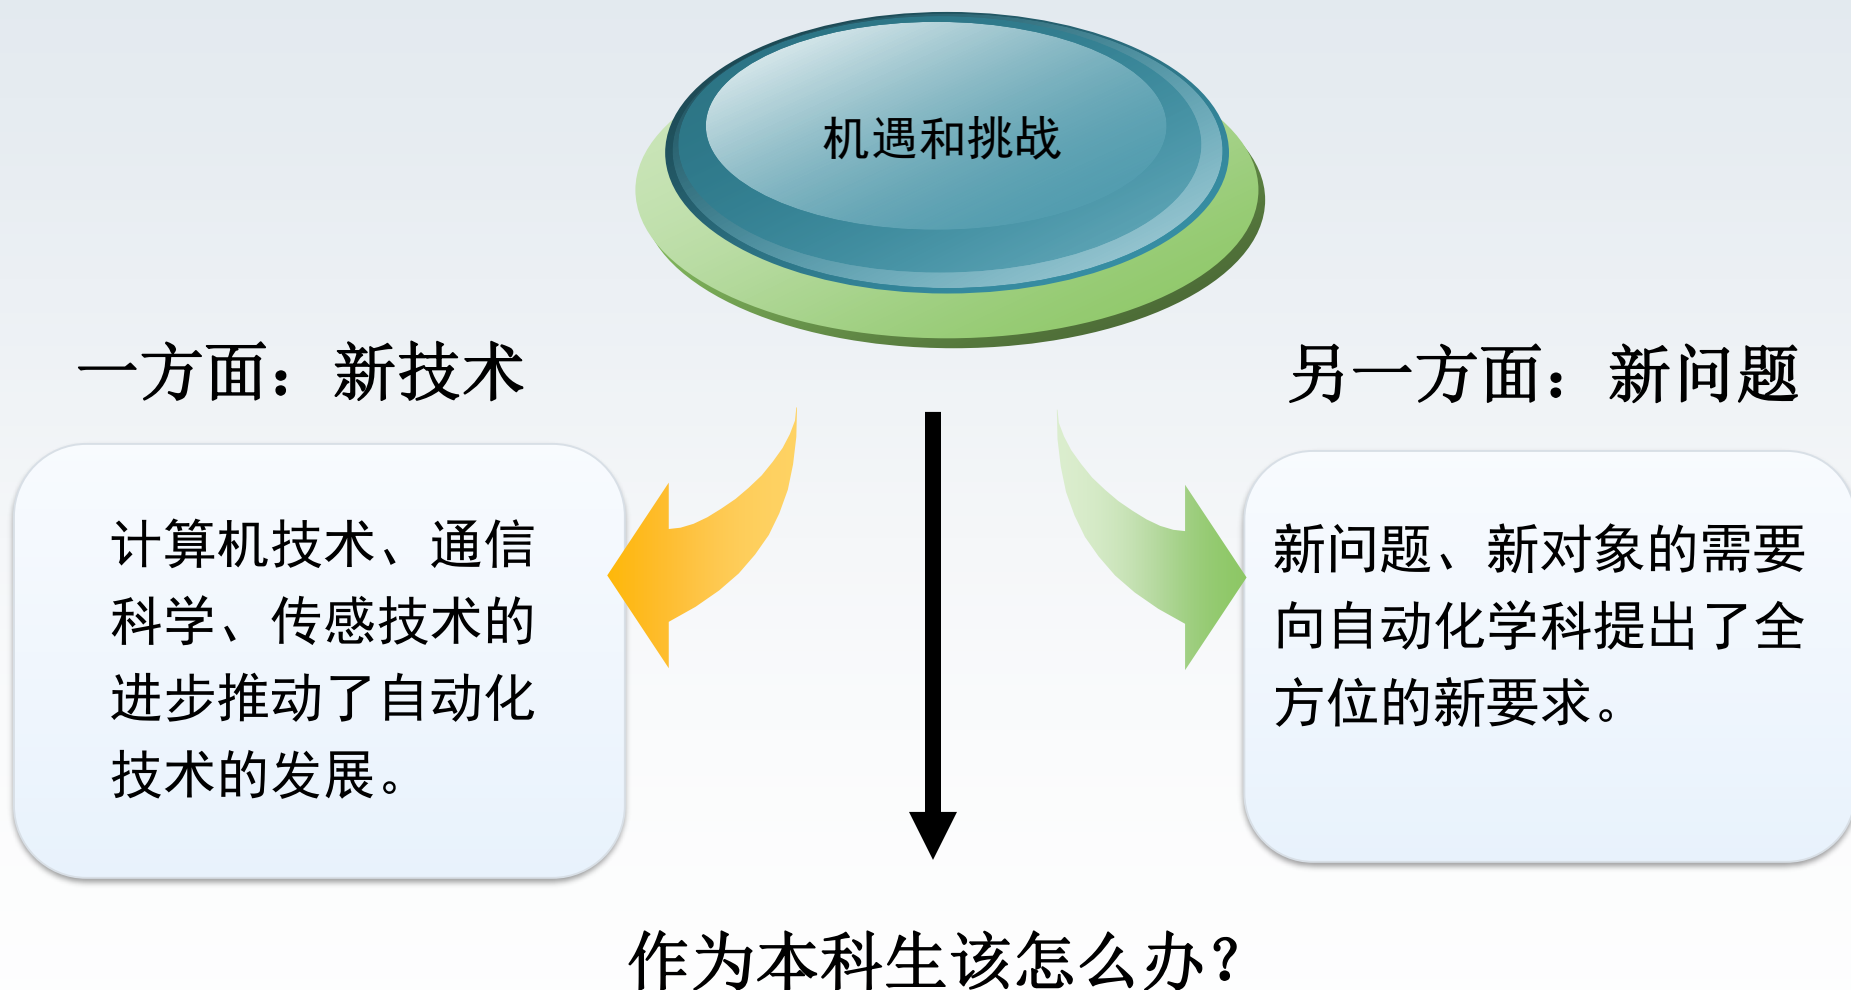 机遇和挑战
一方面：新技术
另一方面：新问题
计算机技术、通信
科学、传感技术的
进步推动了自动化
技术的发展。
新问题、新对象的需要
向自动化学科提出了全
方位的新要求。
作为本科生该怎么办？